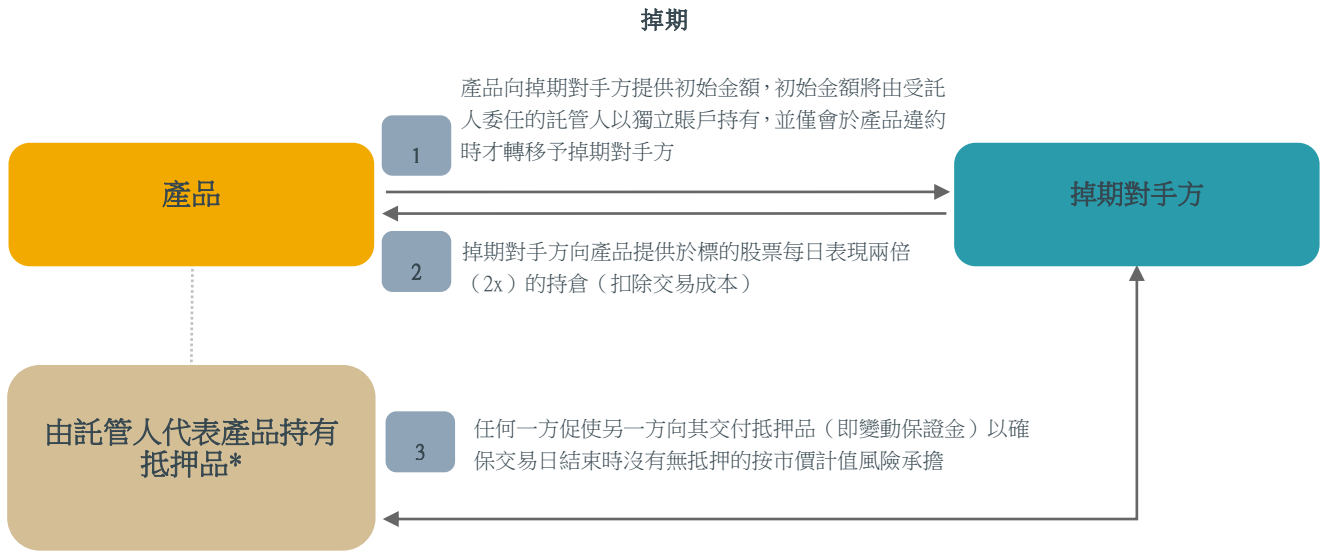 掉期
產品向掉期對手方提供初始金額，初始金額將由受託
人委任的託管人以獨立賬戶持有，並僅會於產品違約
時才轉移予掉期對手方
1
產品
掉期對手方
2
掉期對手方向產品提供於標的股票每日表現兩倍
（2x）的持倉（扣除交易成本）
由託管人代表產品持有
抵押品*
3
任何一方促使另一方向其交付抵押品（即變動保證金）以確
保交易日結束時沒有無抵押的按市價計值風險承擔